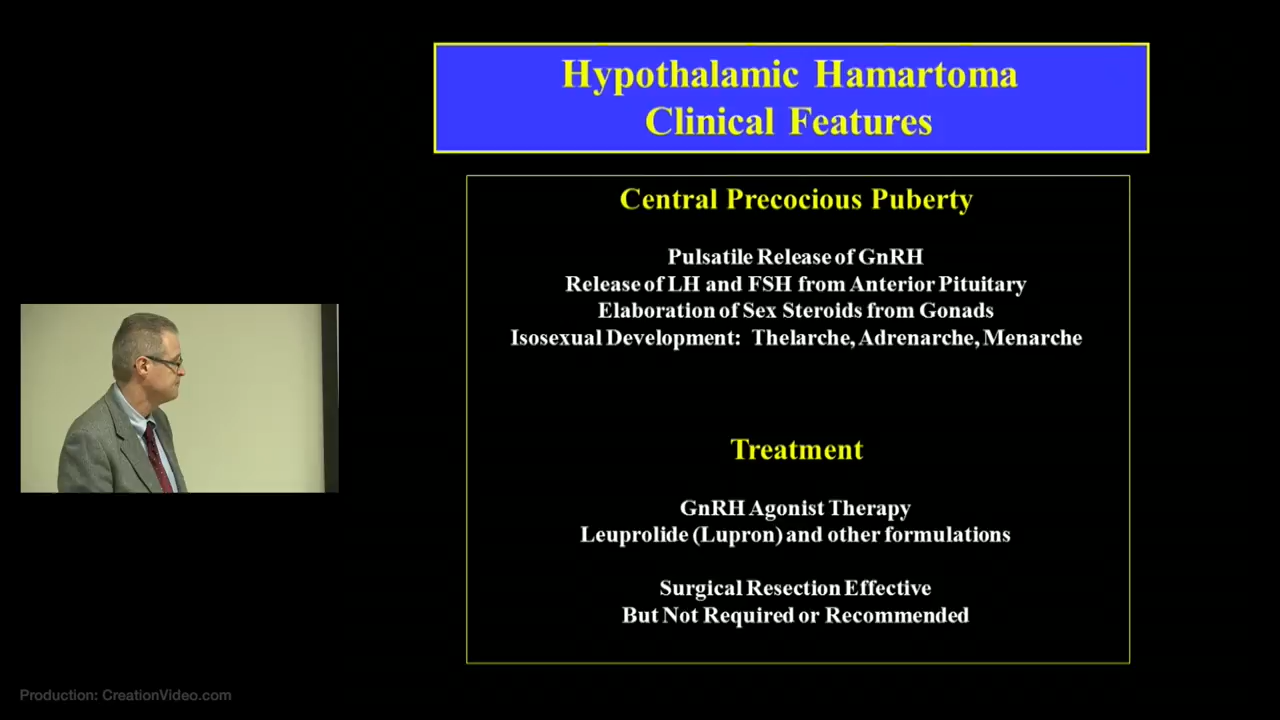 Hypothalamic Hamartoma
Clinical Features
Central Precocious Puberty
Pulsatile Release of GnRH
Release of LH and FSH from Anterior Pituitary
Elaboration of Sex Steroids from Gonads
Isosexual Development: Thelarche, Adrenarche, Menarche
Treatment
GnRH Agonist Therapy
Leuprolide (Lupron) and other formulations
Surgical Resection Effective
But Not Required or Recommended
Production: CreationVideo.com